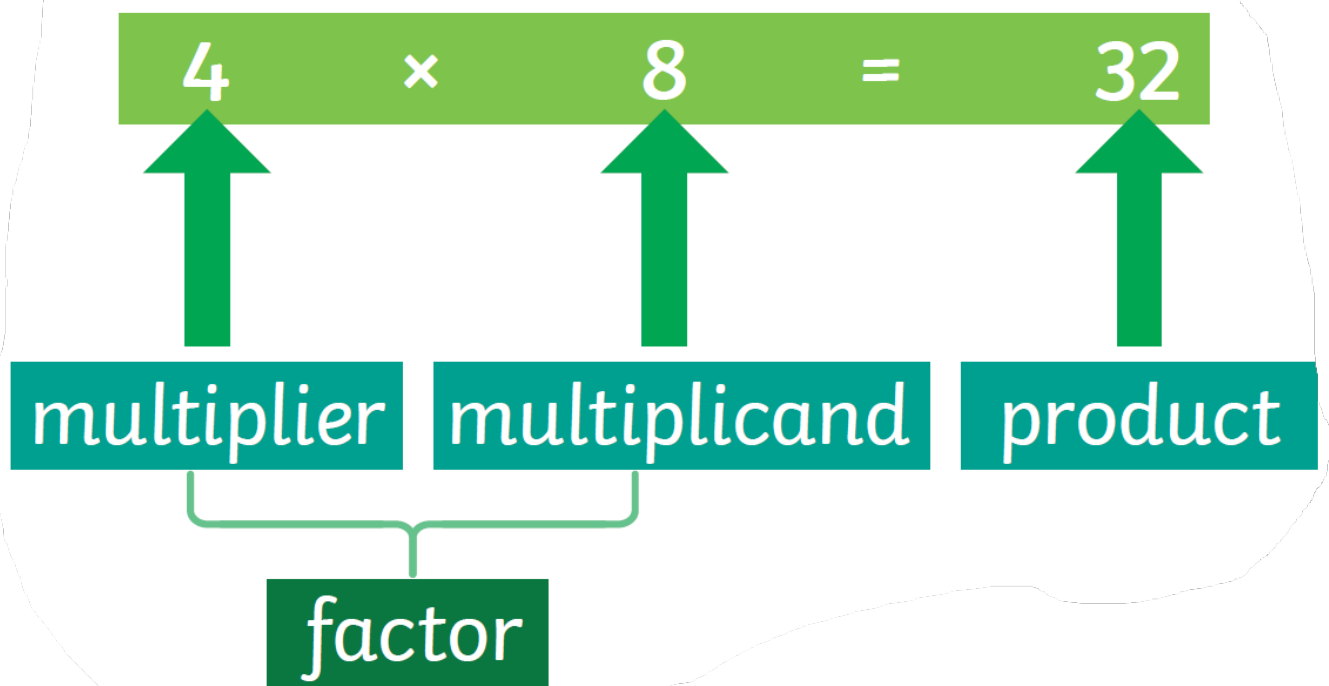 4 × 8 = 32
multiplier multiplicand product
factor